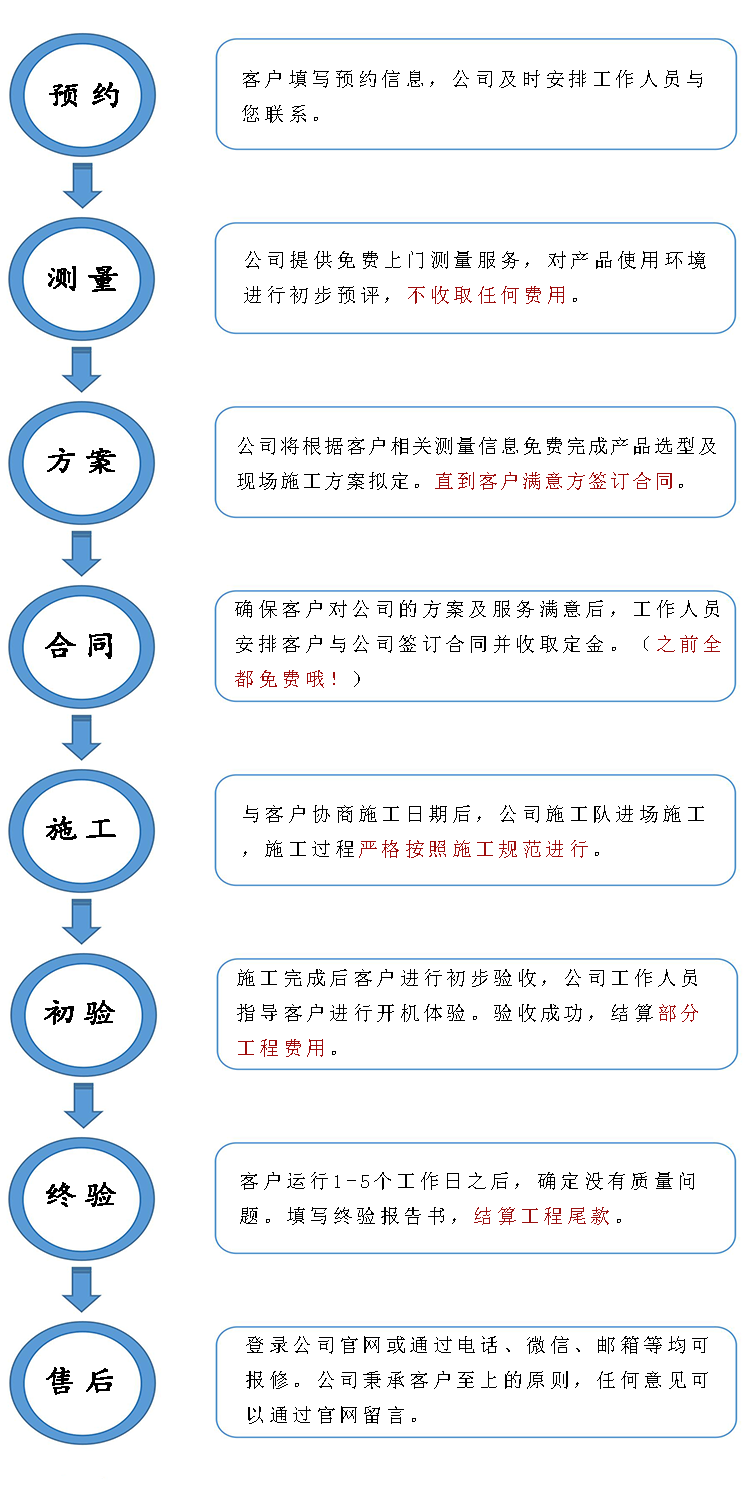 预约
客户填写预约信息，公司及时安排工作人员与
您联系。
测量
公司提供免费上门测量服务，对产品使用环境
进行初步预评，不收取任何费用。
方案
公司将根据客户相关测量信息免费完成产品选型及
现场施工方案拟定。直到客户满意方签订合同。
合同
确保客户对公司的方案及服务满意后，工作人员
安排客户与公司签订合同并收取定金。（之前全
都免费哦！）
施工
与客户协商施工日期后，公司施工队进场施工
，施工过程严格按照施工规范进行。
初验
施工完成后客户进行初步验收，公司工作人员
指导客户进行开机体验。验收成功，结算部分
工程费用。
终验
客户运行1-5个工作日之后，确定没有质量问
题。填写终验报告书，结算工程尾款。
售后
登录公司官网或通过电话、微信、邮箱等均可
报修。公司秉承客户至上的原则，任何意见可
以通过官网留言。